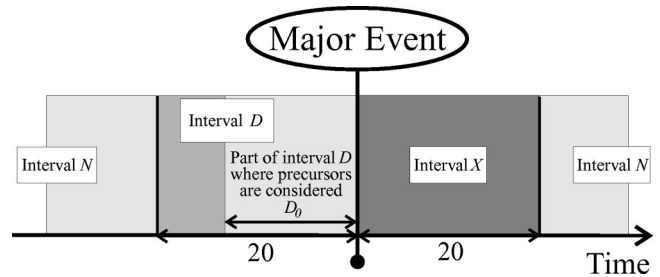 Major Event
Interval D
Interval N
Part of interval D
where precursors
are considered
D0
Interval X
Interval N
20
20
Time